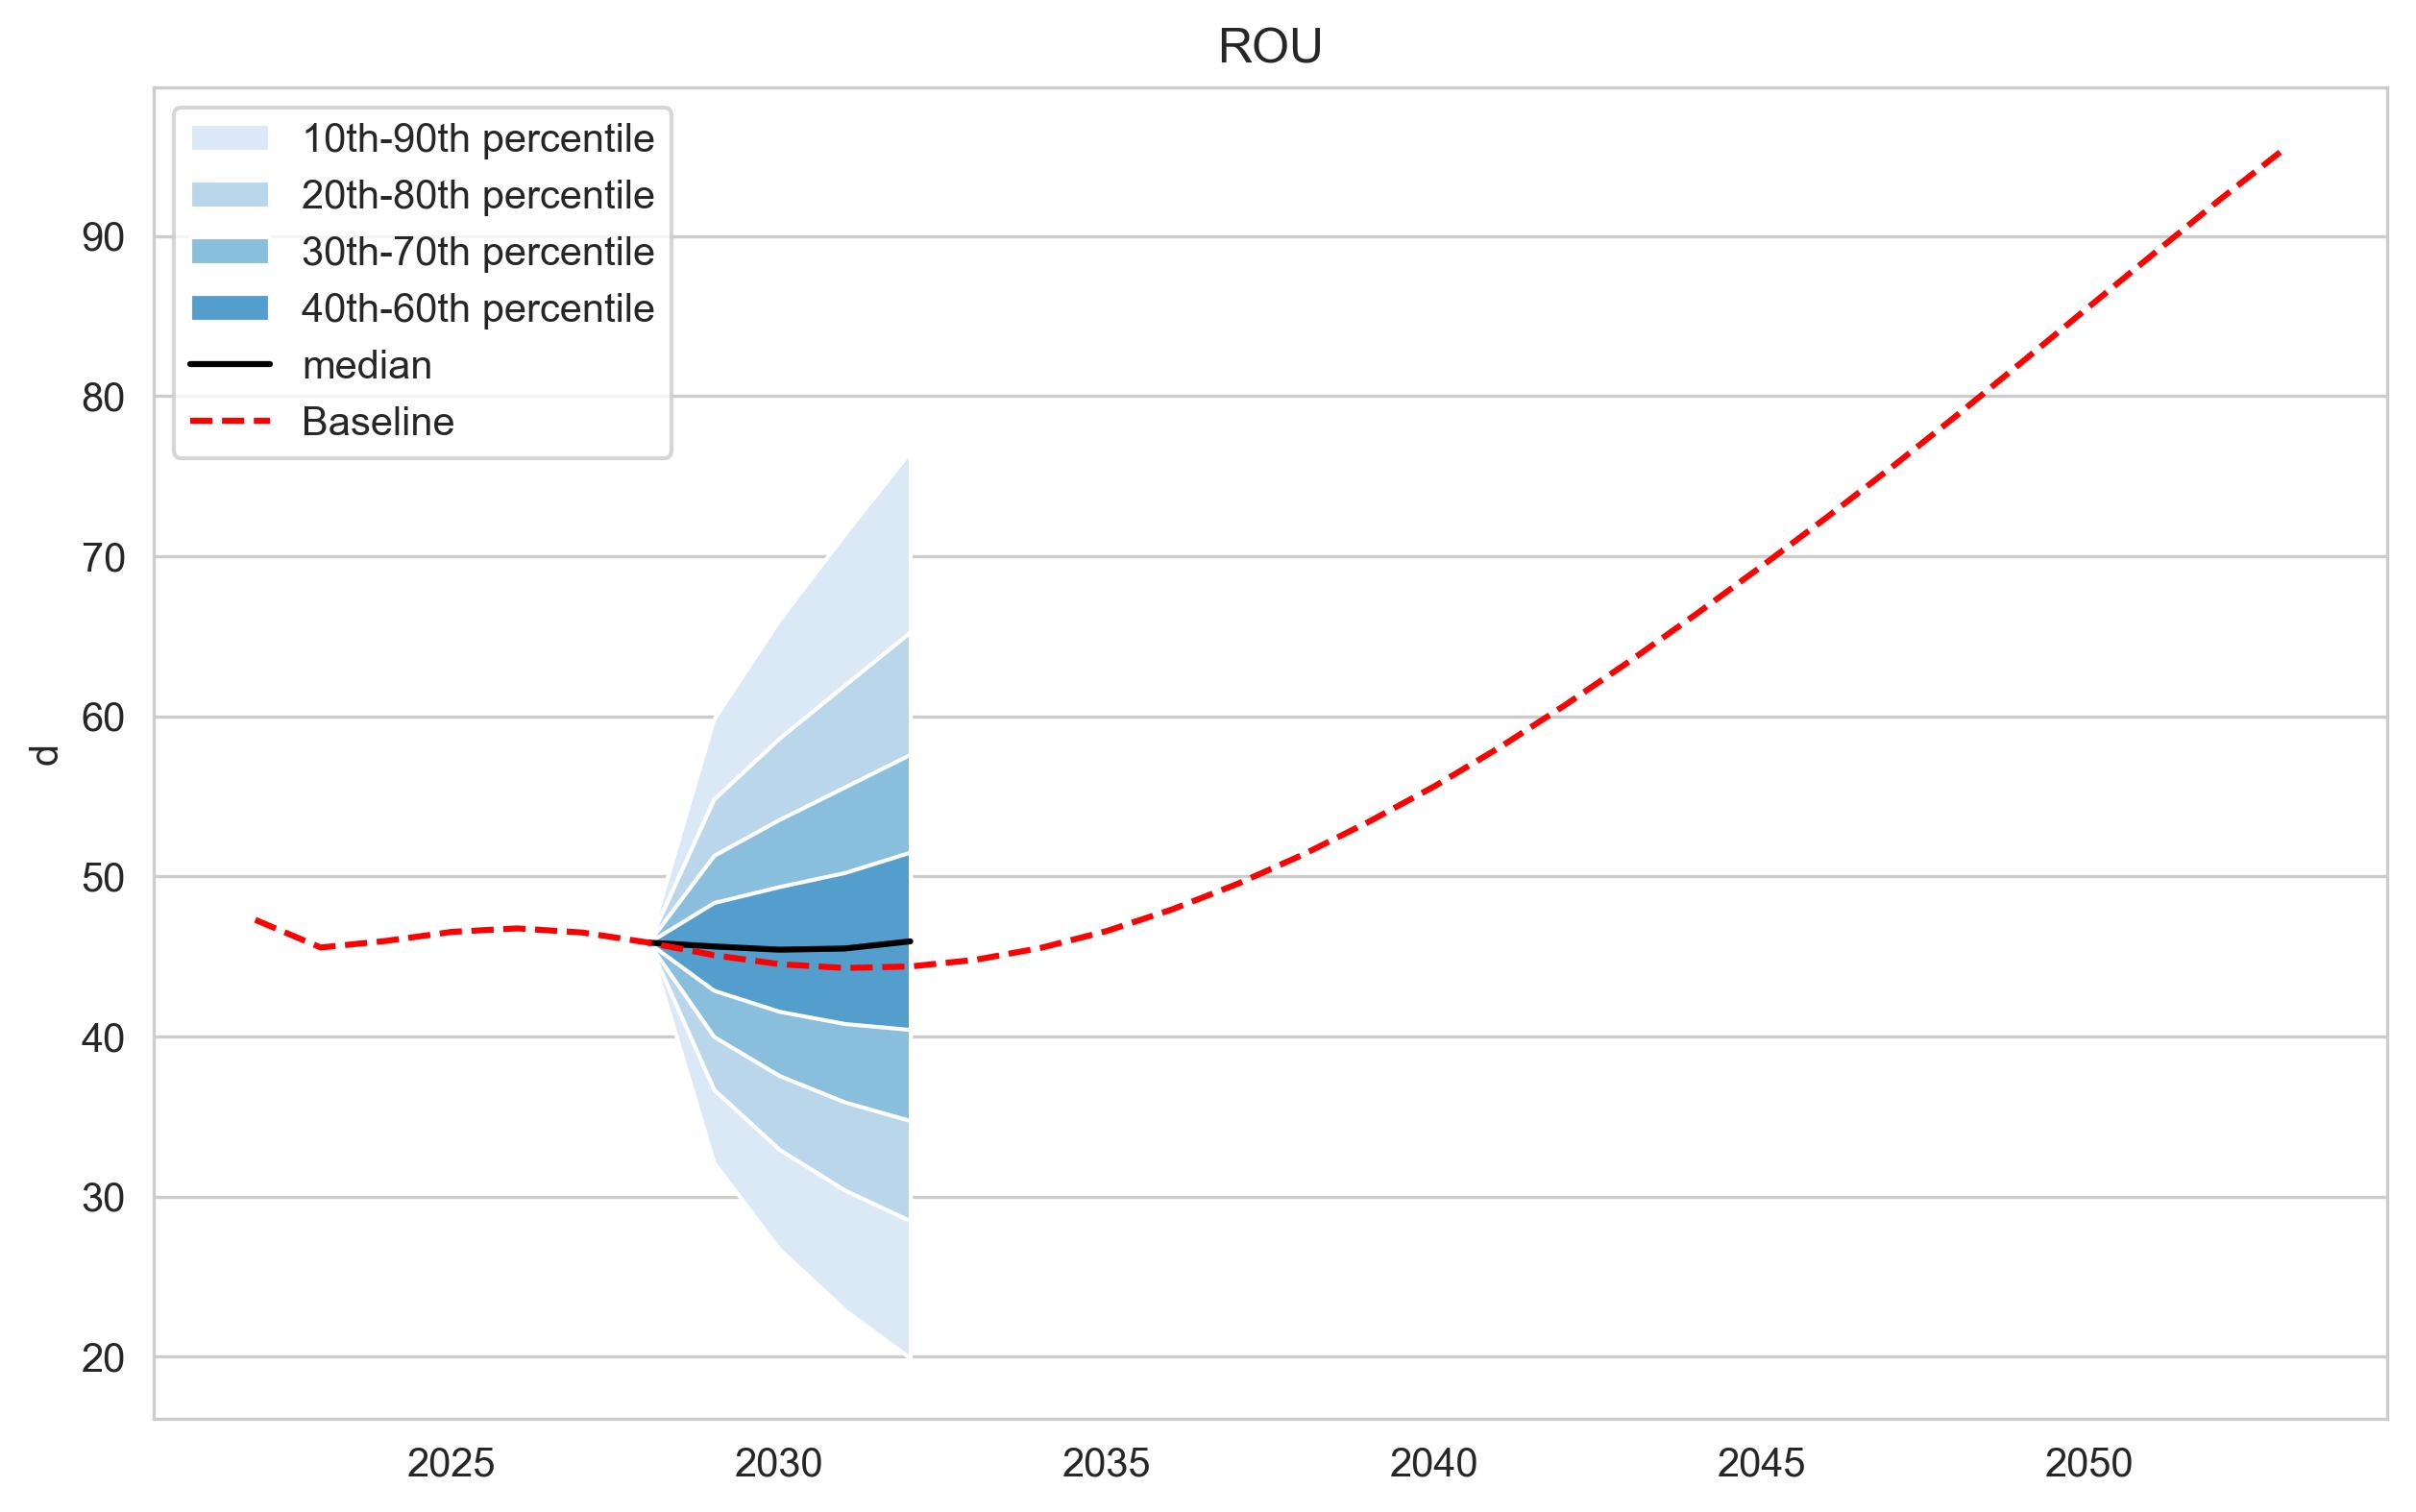 ROU
10th-90th percentile
20th-80th percentile
30th-70th percentile
40th-60th percentile
median
Baseline
d
90
80
70
60
50
40
30
20
2025
2030
2035
2040
2045
2050